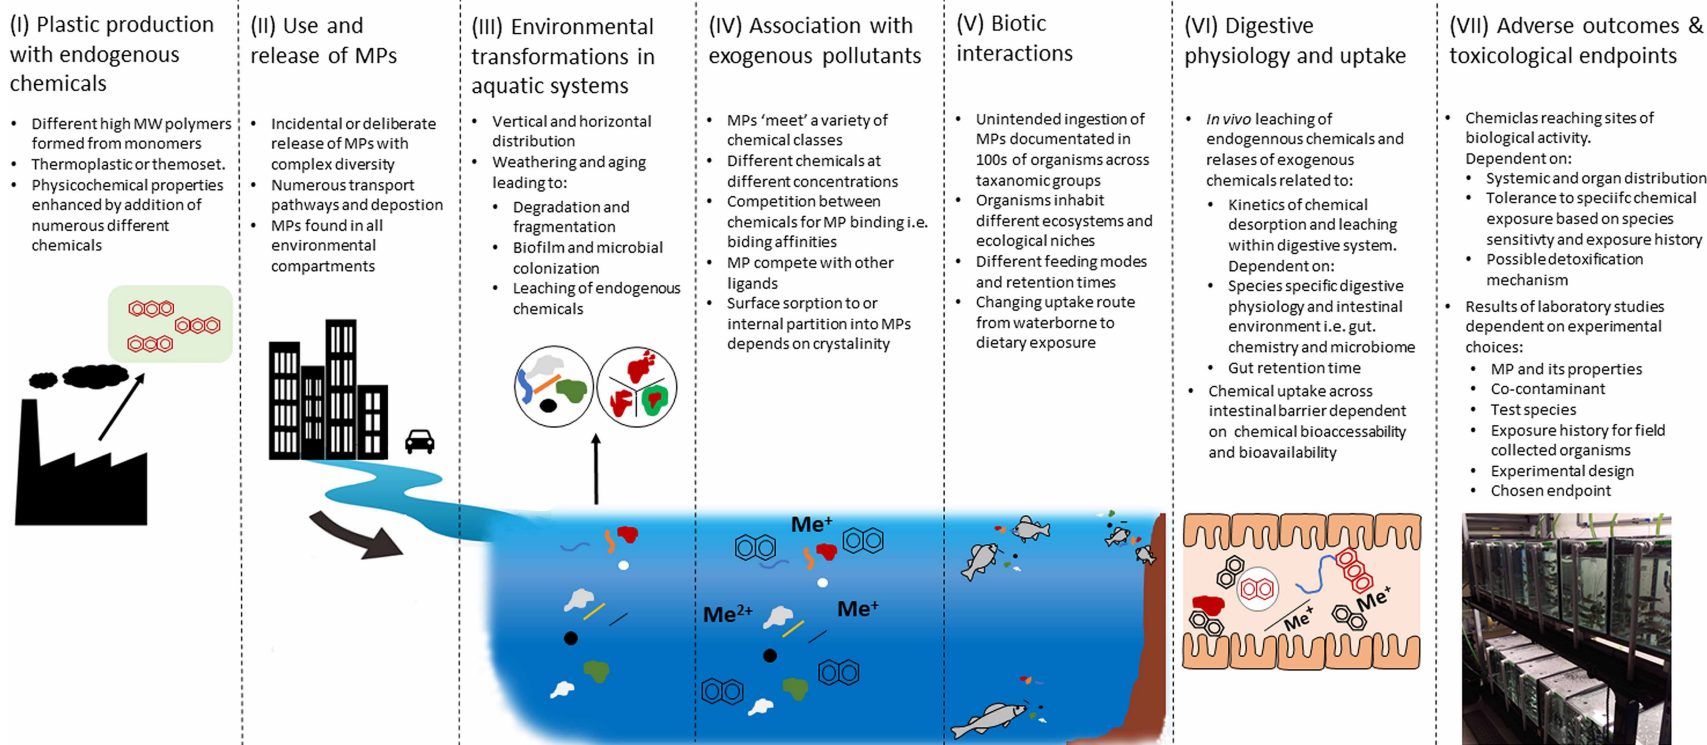 (I) Plastic production
with endogenous
chemicals
• Different high MW polymers
formed from monomers
• Thermoplastic or themoset.
• Physicochemical properties
enhanced by addition of
numerous different
chemicals
(II) Use and
release of MPs
• Incidental or deliberate
release of MPs with
complex diversity
• Numerous transport
pathways and depostion
• MPs found in all
environmental
compartments
(III) Environmental
transformations in
aquatic systems
• Vertical and horizontal
distribution
• Weathering and aging
leading to:
• Degradation and
fragmentation
• Biofilm and microbial
colonization
• Leaching of endogenous
chemicals
(IV) Association with
exogenous pollutants
• MPs ‘meet’ a variety of
chemical classes
• Different chemicals at
different concentrations
• Competition between
chemicals for MP binding i.e.
biding affinities
• MP compete with other
ligands
• Surface sorption to or
internal partition into MPs
depends on crystalinity
Me+
Me2+
Me+
(V) Biotic
interactions
• Unintended ingestion of
MPs documented in
100s of organisms across
taxanomic groups
• Organisms inhabit
different ecosystems and
ecological niches
• Different feeding modes
and retention times
• Changing uptake route
from waterborne to
dietary exposure
(VI) Digestive
physiology and uptake
• In vivo leaching of
endogennous chemicals and
relases of exogenous
chemicals related to:
• Kinetics of chemical
desorption and leaching
within digestive system.
Dependent on:
• Species specific digestive
physiology and intestinal
environment i.e. gut.
chemistry and microbiome
• Gut retention time
• Chemical uptake across
intestinal barrier dependent
on chemical bioaccessability
and bioavailability
Me+
Me+
(VII) Adverse outcomes &
toxicological endpoints
• Chemiclas reaching sites of
biological activity.
Dependent on:
• Systemic and organ distribution
• Tolerance to speciifc chemical
exposure based on species
sensitivty and exposure history
• Possible detoxification
mechanism
• Results of laboratory studies
dependent on experimental
choices:
• MP and its properties
• Co-contaminant
• Test species
• Exposure history for field
collected organisms
• Experimental design
• Chosen endpoint